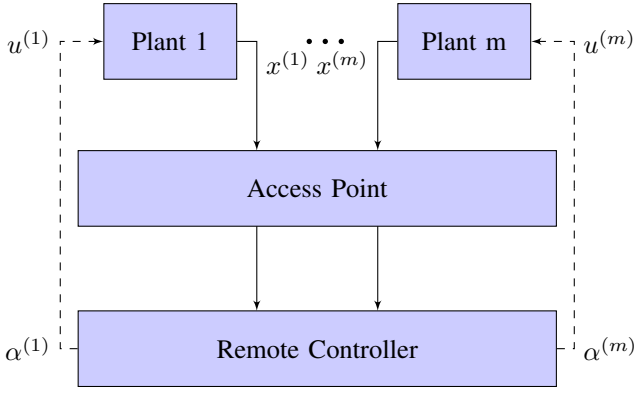 u⁽¹⁾ Plant 1 • • • Plant m u⁽ᵐ⁾
x⁽¹⁾ x⁽ᵐ⁾
Access Point
α⁽¹⁾ Remote Controller α⁽ᵐ⁾